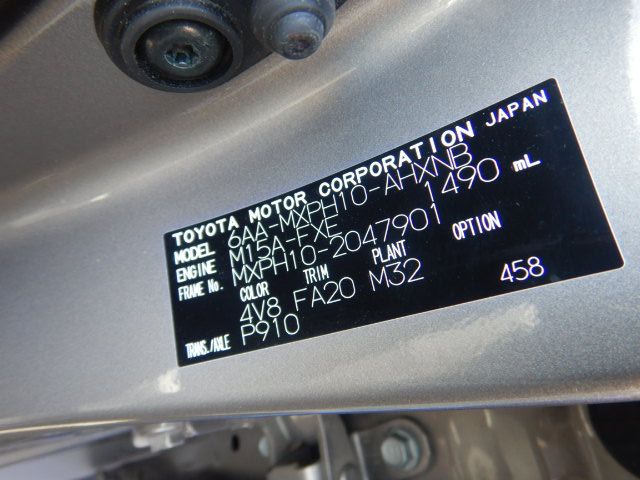 TOYOTA MOTOR CORPORATION JAPAN
MODEL 6AA-MXPH10-AHXNB
ENGINE M15A-FXE 1490 mL
FRAME No. MXPH10-2047901
COLOR TRIM PLANT OPTION
4V8 FA20 M32 458
TRANS./AXLE P910